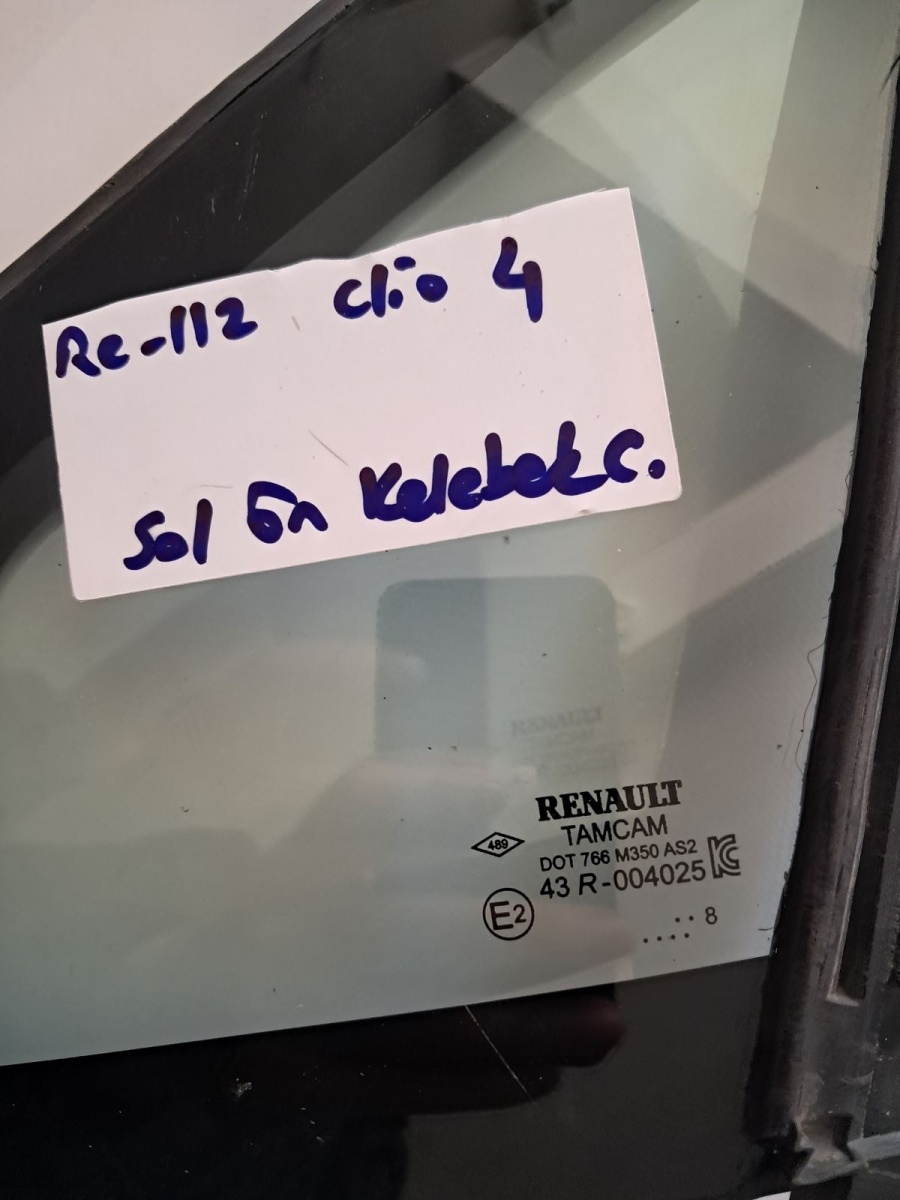 Re-112 Clio 4
Sol Ön Kelebek C.
RENAULT
TAMCAM
489
DOT 766 M350 AS2
43 R-004025
E2
.. 8
....